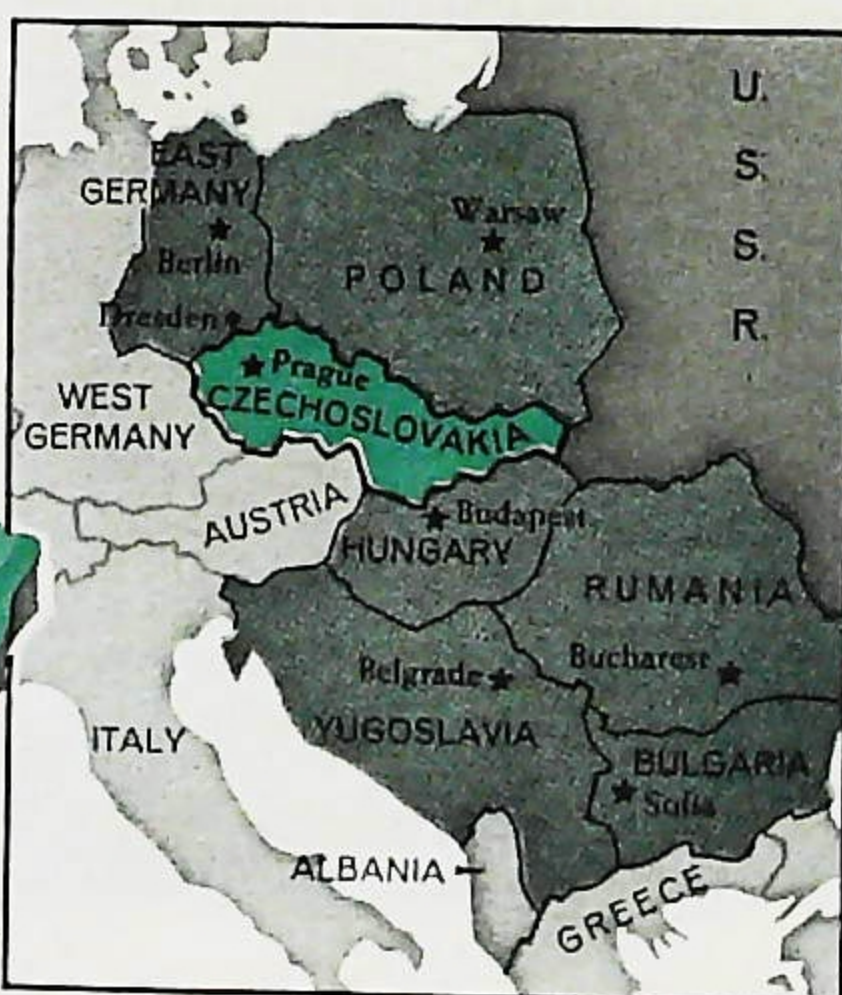 U.
S.
S.
R.
EAST
GERMANY
Berlin
Dresden
Warsaw
POLAND
Prague
CZECHOSLOVAKIA
WEST
GERMANY
AUSTRIA
Budapest
HUNGARY
RUMANIA
Bucharest
Belgrade
YUGOSLAVIA
ITALY
BULGARIA
Sofia
ALBANIA
GREECE